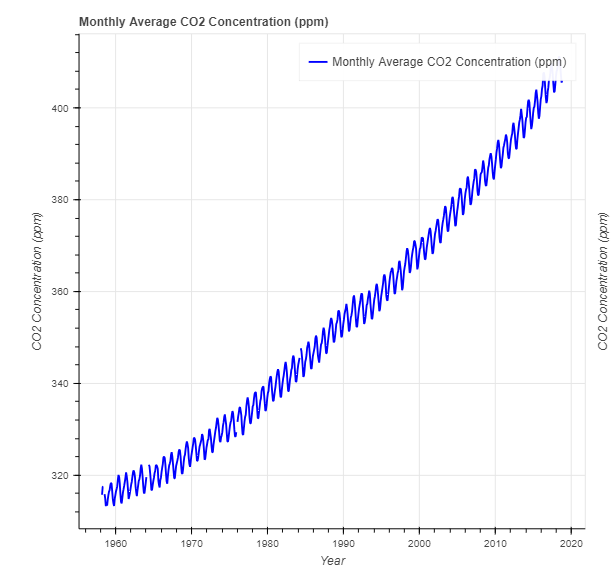 Monthly Average CO2 Concentration (ppm)
Monthly Average CO2 Concentration (ppm)
400
380
360
340
320
CO2 Concentration (ppm)
CO2 Concentration (ppm)
1960 1970 1980 1990 2000 2010 2020
Year